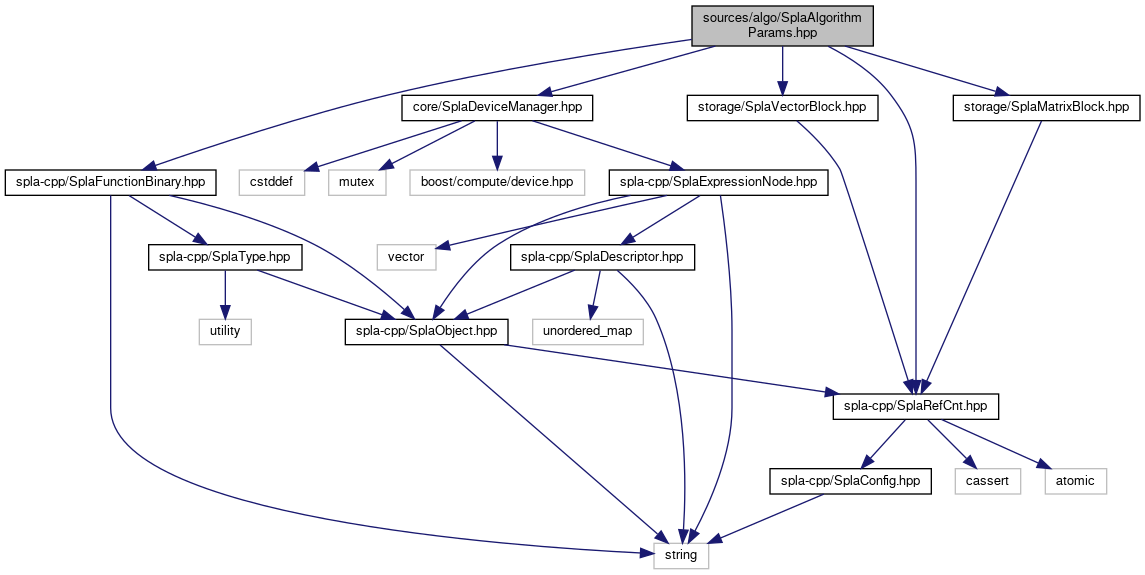 sources/algo/SplaAlgorithm
Params.hpp
core/SplaDeviceManager.hpp
storage/SplaVectorBlock.hpp
storage/SplaMatrixBlock.hpp
spla-cpp/SplaFunctionBinary.hpp
cstddef
mutex
boost/compute/device.hpp
spla-cpp/SplaExpressionNode.hpp
spla-cpp/SplaType.hpp
vector
spla-cpp/SplaDescriptor.hpp
utility
spla-cpp/SplaObject.hpp
unordered_map
spla-cpp/SplaRefCnt.hpp
spla-cpp/SplaConfig.hpp
cassert
atomic
string